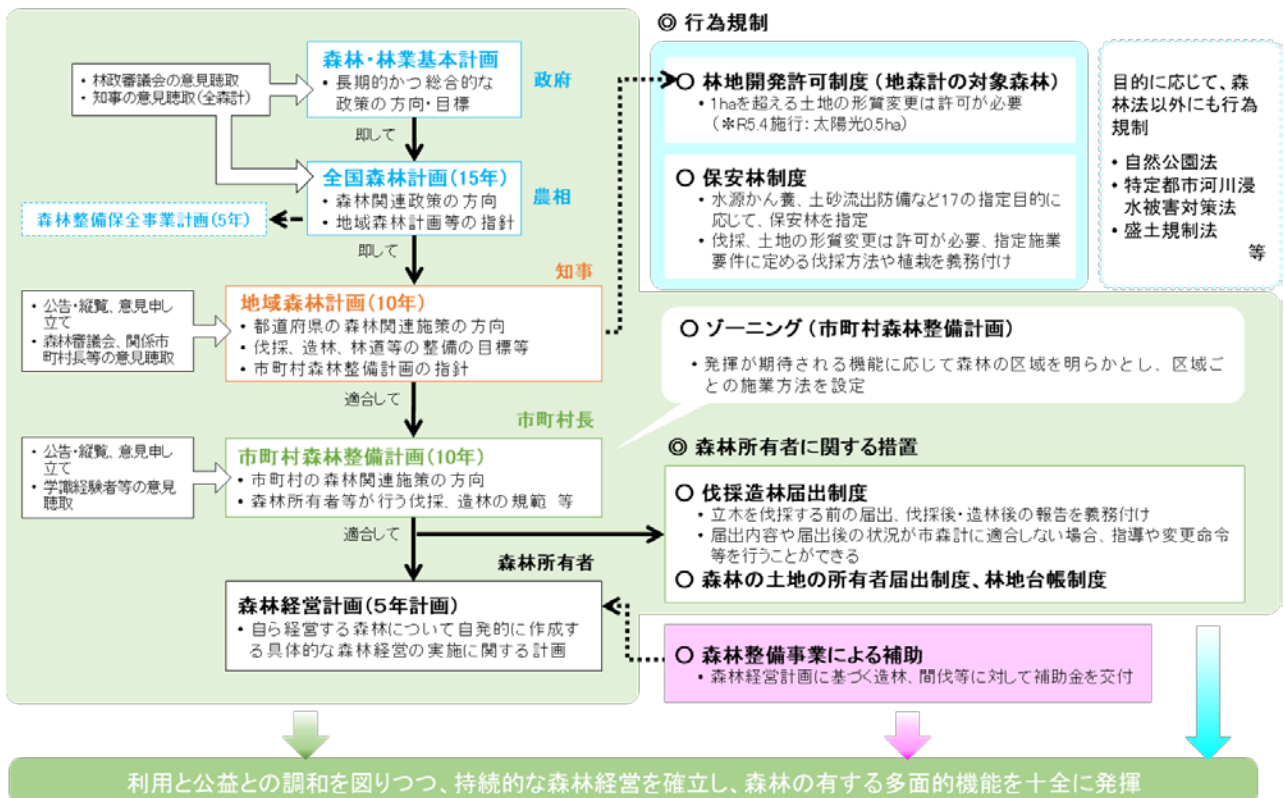 森林・林業基本計画
・長期的かつ総合的な
政策の方向・目標
政府
・林政審議会の意見聴取
・知事の意見聴取(全森計)
即して
全国森林計画(15年)
・森林関連政策の方向
・地域森林計画等の指針
農相
森林整備保全事業計画(5年)
即して
知事
地域森林計画(10年)
・都道府県の森林関連施策の方向
・伐採、造林、林道等の整備の目標等
・市町村森林整備計画の指針
・公告・縦覧、意見申し
立て
・森林審議会、関係市
町村長等の意見聴取
適合して
市町村長
市町村森林整備計画(10年)
・市町村の森林関連施策の方向
・森林所有者等が行う伐採、造林の規範 等
・公告・縦覧、意見申し
立て
・学識経験者等の意見
聴取
適合して
森林所有者
森林経営計画(5年計画)
・自ら経営する森林について自発的に作成す
る具体的な森林経営の実施に関する計画
◎ 行為規制
○ 林地開発許可制度(地森計の対象森林)
・1haを超える土地の形質変更は許可が必要
(＊R5.4施行:太陽光0.5ha)
○ 保安林制度
・水源かん養、土砂流出防備など17の指定目的に
応じて、保安林を指定
・伐採、土地の形質変更は許可が必要、指定施業
要件に定める伐採方法や植栽を義務付け
目的に応じて、森
林法以外にも行為
規制
・自然公園法
・特定都市河川浸
水被害対策法
・盛土規制法
等
○ ゾーニング(市町村森林整備計画)
・発揮が期待される機能に応じて森林の区域を明らかとし、区域ご
との施業方法を設定
◎ 森林所有者に関する措置
○ 伐採造林届出制度
・立木を伐採する前の届出、伐採後・造林後の報告を義務付け
・届出内容や届出後の状況が市森計に適合しない場合、指導や変更命令
等を行うことができる
○ 森林の土地の所有者届出制度、林地台帳制度
○ 森林整備事業による補助
・森林経営計画に基づく造林、間伐等に対して補助金を交付
利用と公益との調和を図りつつ、持続的な森林経営を確立し、森林の有する多面的機能を十全に発揮